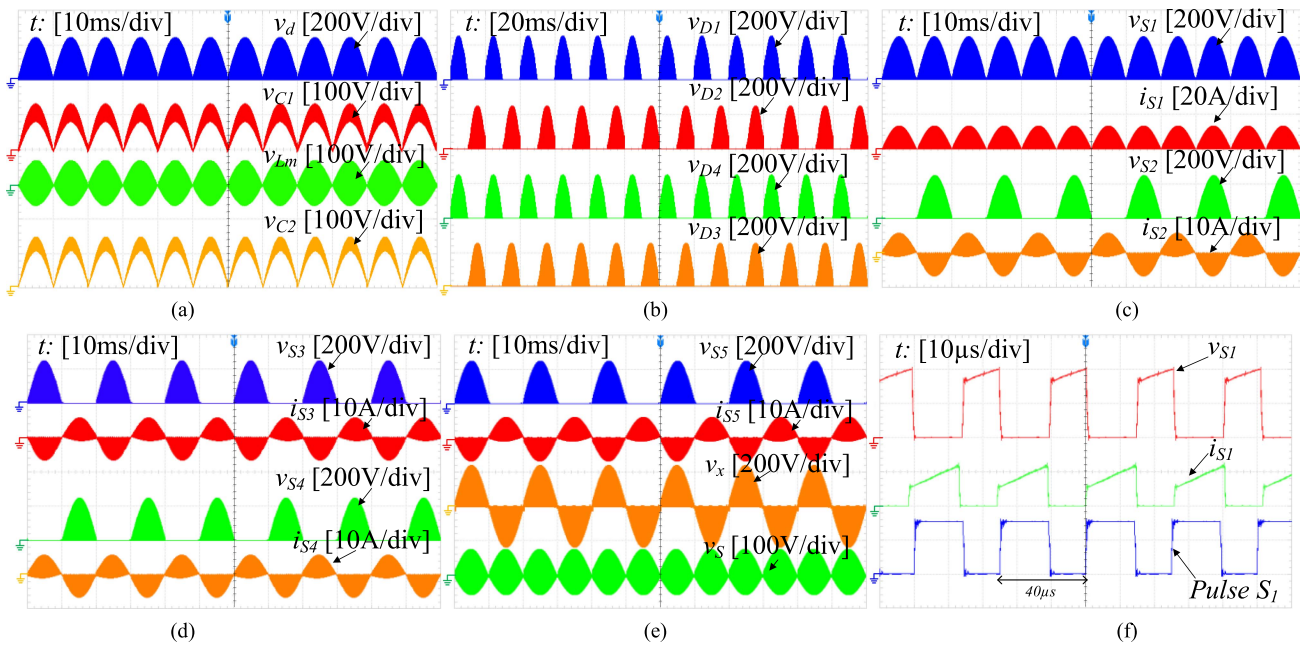 t: [10ms/div]
v_d [200V/div]
v_C1 [100V/div]
v_Lm [100V/div]
v_C2 [100V/div]
(a)
t: [20ms/div]
v_D1 [200V/div]
v_D2 [200V/div]
v_D4 [200V/div]
v_D3 [200V/div]
(b)
t: [10ms/div]
v_S1 [200V/div]
i_S1 [20A/div]
v_S2 [200V/div]
i_S2 [10A/div]
(c)
t: [10ms/div]
v_S3 [200V/div]
i_S3 [10A/div]
v_S4 [200V/div]
i_S4 [10A/div]
(d)
t: [10ms/div]
v_S5 [200V/div]
i_S5 [10A/div]
v_x [200V/div]
v_S [100V/div]
(e)
t: [10μs/div]
v_S1
i_S1
40μs
Pulse S_1
(f)